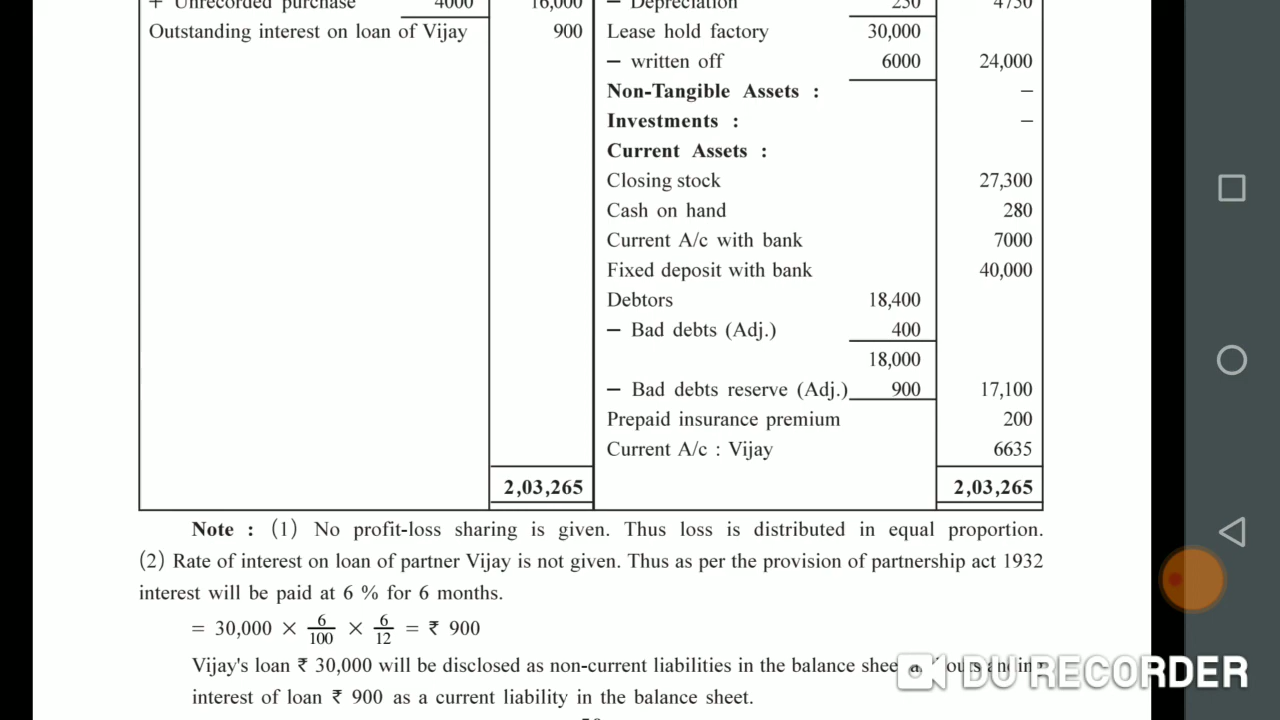 + Unrecorded purchase 4000 16,000 – Depreciation 250 4750
Outstanding interest on loan of Vijay 900 Lease hold factory 30,000
– written off 6000 24,000
Non-Tangible Assets : –
Investments : –
Current Assets :
Closing stock 27,300
Cash on hand 280
Current A/c with bank 7000
Fixed deposit with bank 40,000
Debtors 18,400
– Bad debts (Adj.) 400
18,000
– Bad debts reserve (Adj.) 900 17,100
Prepaid insurance premium 200
Current A/c : Vijay 6635
2,03,265 2,03,265
Note : (1) No profit-loss sharing is given. Thus loss is distributed in equal proportion.
(2) Rate of interest on loan of partner Vijay is not given. Thus as per the provision of partnership act 1932
interest will be paid at 6 % for 6 months.
= 30,000 × 6/100 × 6/12 = ₹ 900
Vijay's loan ₹ 30,000 will be disclosed as non-current liabilities in the balance
interest of loan ₹ 900 as a current liability in the balance sheet.
DU RECORDER